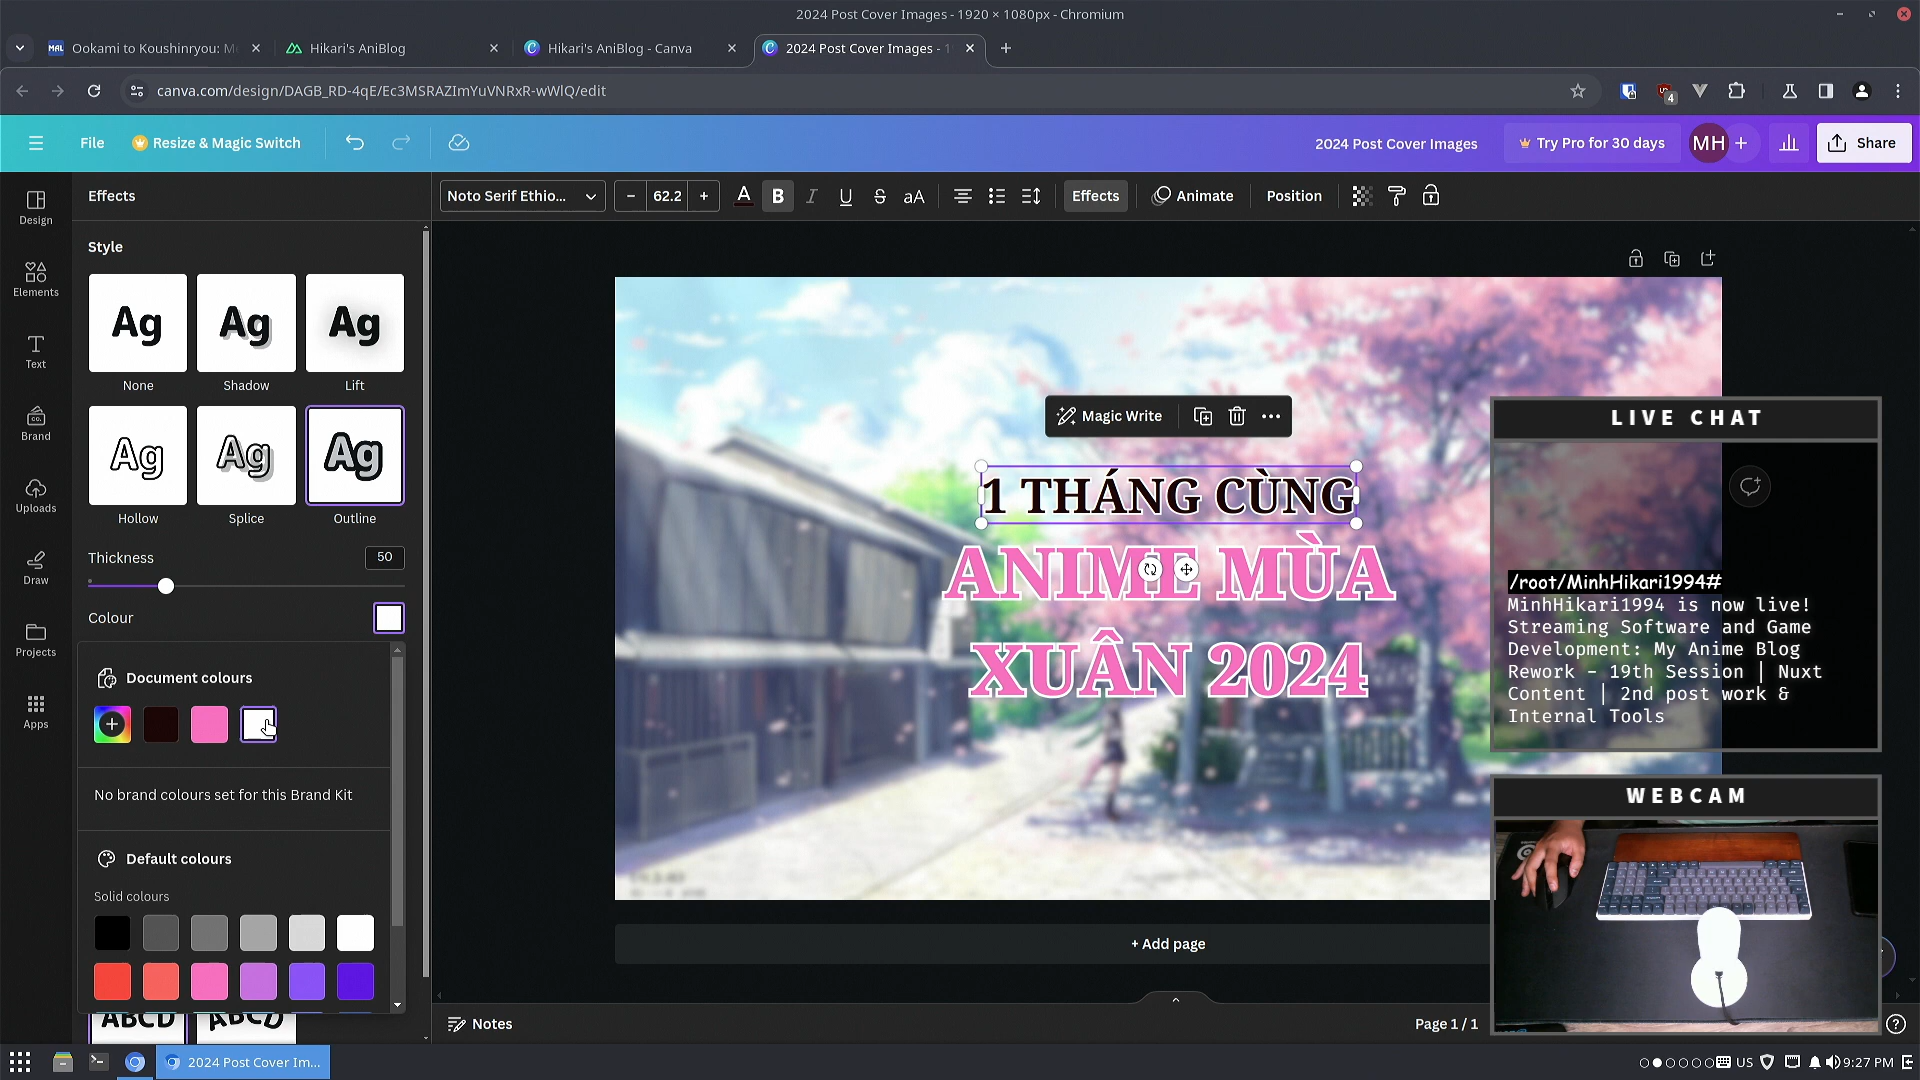 2024 Post Cover Images - 1920 × 1080px - Chromium
MAL Ookami to Koushinryou: M
Hikari's AniBlog
Hikari's AniBlog - Canva
2024 Post Cover Images - 1
canva.com/design/DAGB_RD-4qE/Ec3MSRAZImYuVNRxR-wWlQ/edit
4
File
Resize & Magic Switch
2024 Post Cover Images
Try Pro for 30 days
MH
Share
Design
Elements
Text
Brand
Uploads
Draw
Projects
Apps
Effects
Noto Serif Ethio...
62.2
A
B
I
U
S
aA
Effects
Animate
Position
Style
Ag
Ag
Ag
None
Shadow
Lift
Ag
Ag
Ag
Hollow
Splice
Outline
Thickness
50
Colour
Document colours
No brand colours set for this Brand Kit
Default colours
Solid colours
ABCD
ABCD
Magic Write
1 THÁNG CÙNG
ANIME MÙA
XUÂN 2024
+ Add page
LIVE CHAT
/root/MinhHikari1994#
MinhHikari1994 is now live!
Streaming Software and Game
Development: My Anime Blog
Rework - 19th Session | Nuxt
Content | 2nd post work &
Internal Tools
WEBCAM
Notes
Page 1 / 1
2024 Post Cover Im...
US
9:27 PM